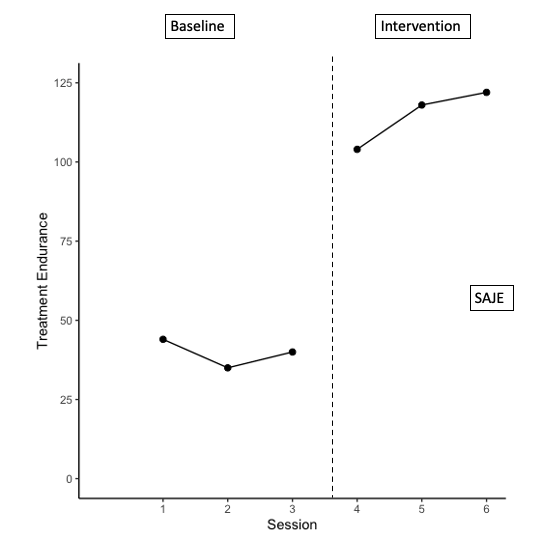 Baseline
Intervention
125
100
75
50
25
0
Treatment Endurance
SAJE
1 2 3 4 5 6
Session